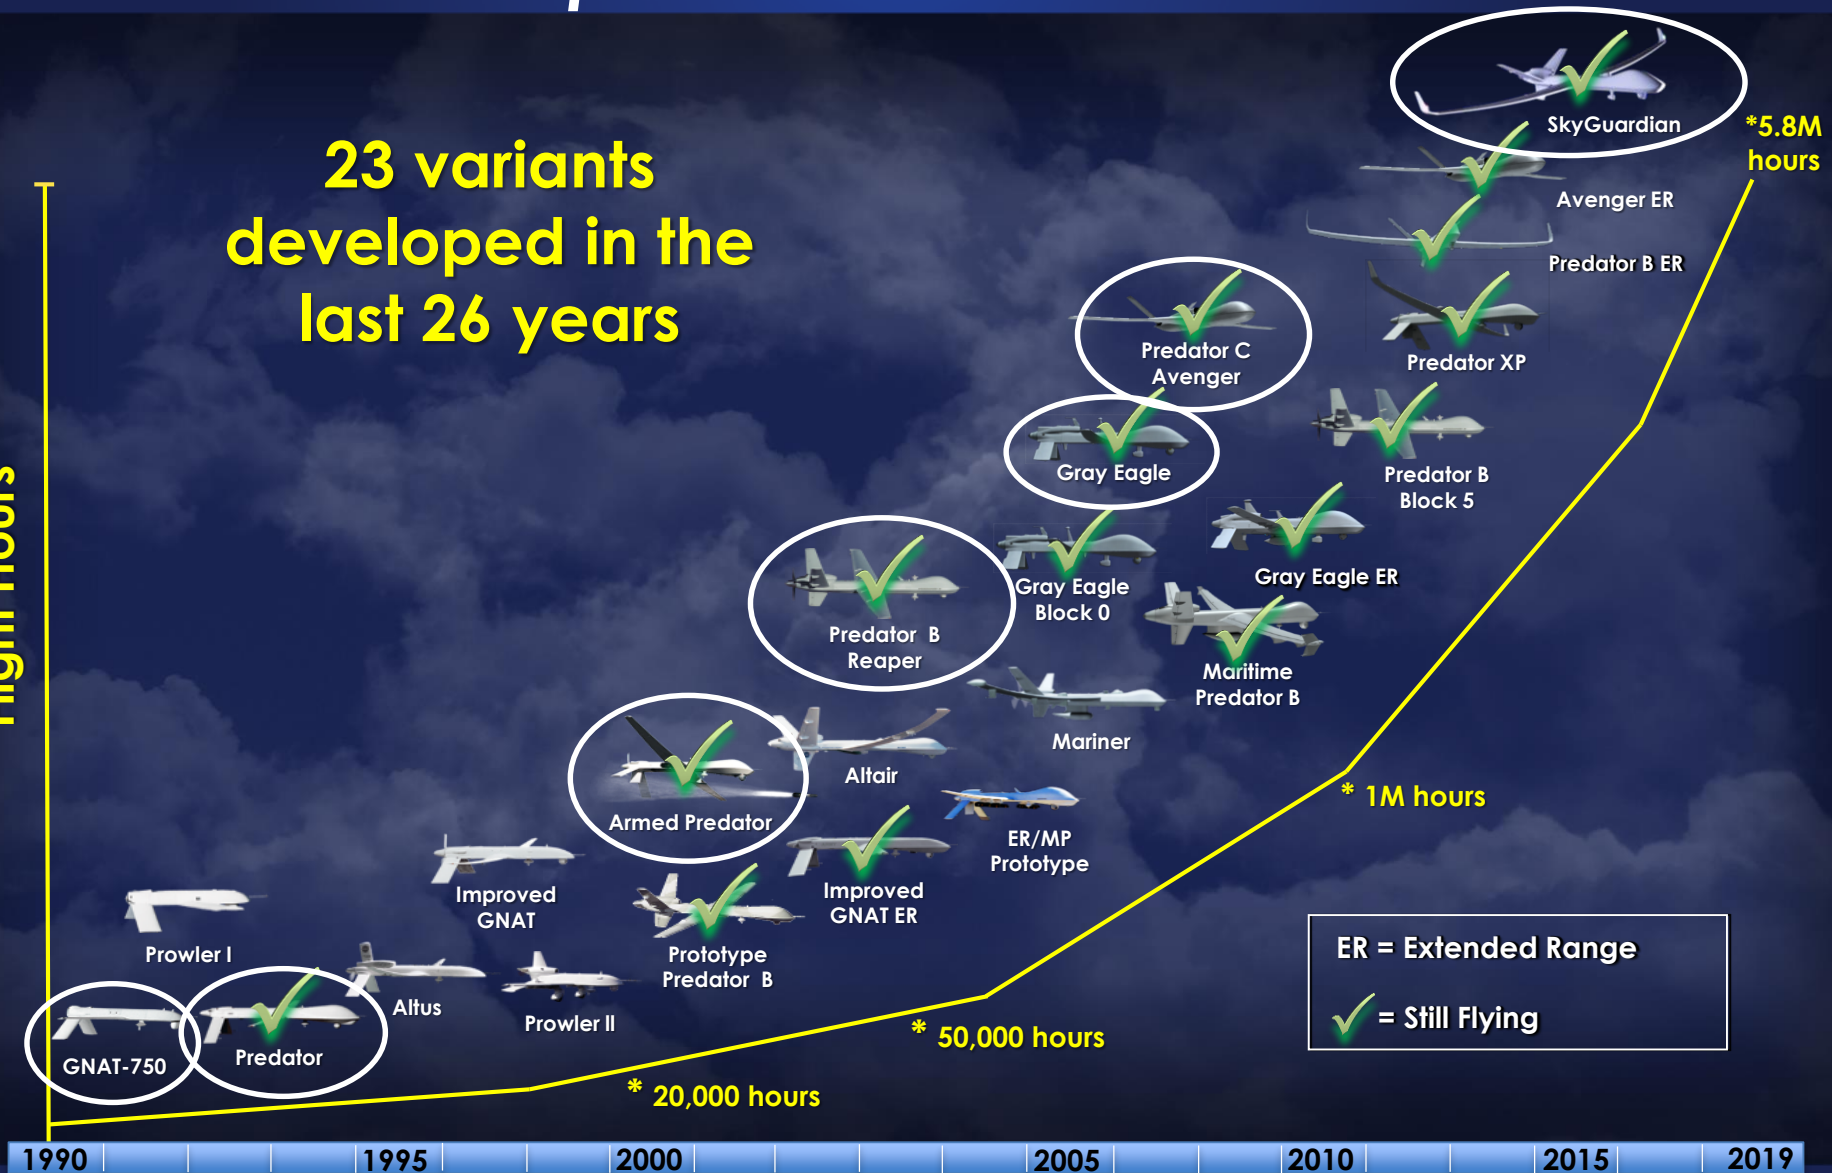 23 variants
developed in the
last 26 years
SkyGuardian
*5.8M
hours
Avenger ER
Predator B ER
Predator C
Avenger
Predator XP
Gray Eagle
Predator B
Block 5
Gray Eagle ER
Gray Eagle
Block 0
Predator B
Reaper
Maritime
Predator B
Mariner
Altair
Armed Predator
* 1M hours
ER/MP
Prototype
Improved
GNAT
Improved
GNAT ER
Prowler I
Prototype
Predator B
ER = Extended Range
Altus
Prowler II
= Still Flying
* 50,000 hours
Predator
GNAT-750
* 20,000 hours
1990
1995
2000
2005
2010
2015
2019